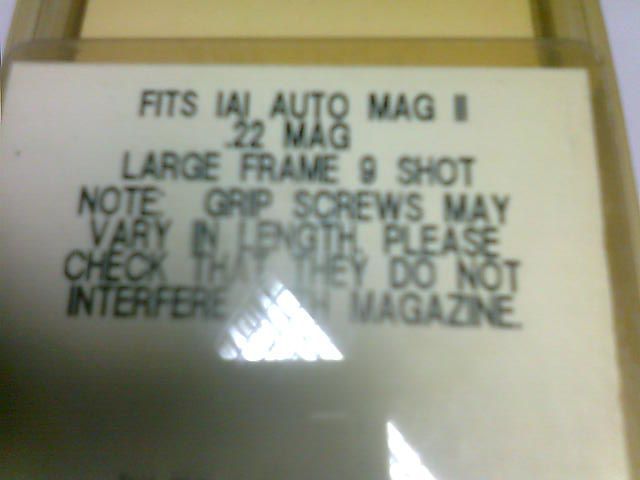 FITS IAI AUTO MAG II
.22 MAG
LARGE FRAME 9 SHOT
NOTE: GRIP SCREWS MAY
VARY IN LENGTH. PLEASE
CHECK THAT THEY DO NOT
INTERFERE WITH MAGAZINE.